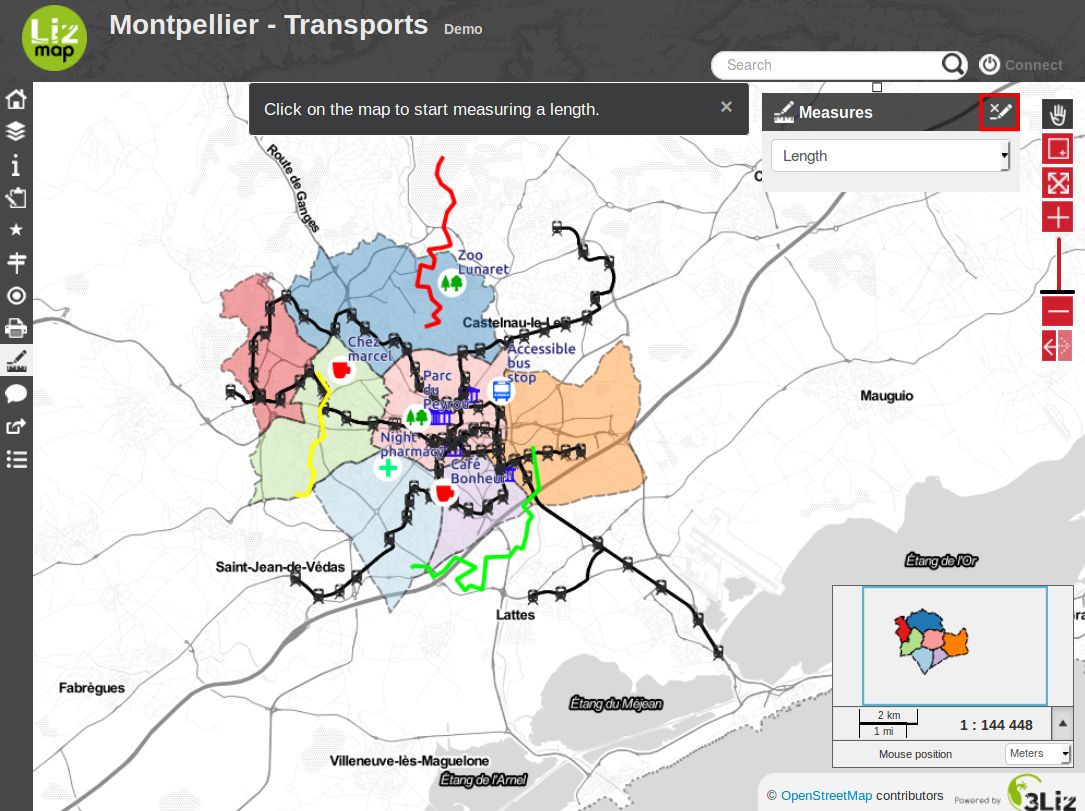 Liz
map
Montpellier - Transports Demo
Search
Connect
Click on the map to start measuring a length. ×
Measures
Length
Route de Ganges
Zoo
Lunaret
Castelnau-le-Lez
Chez
marcel
Accessible
bus
stop
Parc
du
Peyrou
Mauguio
Night
pharmacy
Café
Bonheur
Saint-Jean-de-Védas
Étang de l'Or
Lattes
Fabrègues
Étang du Méjean
2 km
1 mi
1 : 144 448
Mouse position
Meters
Villeneuve-lès-Maguelone
Étang de l'Arnel
© OpenStreetMap contributors
Powered by 3Liz